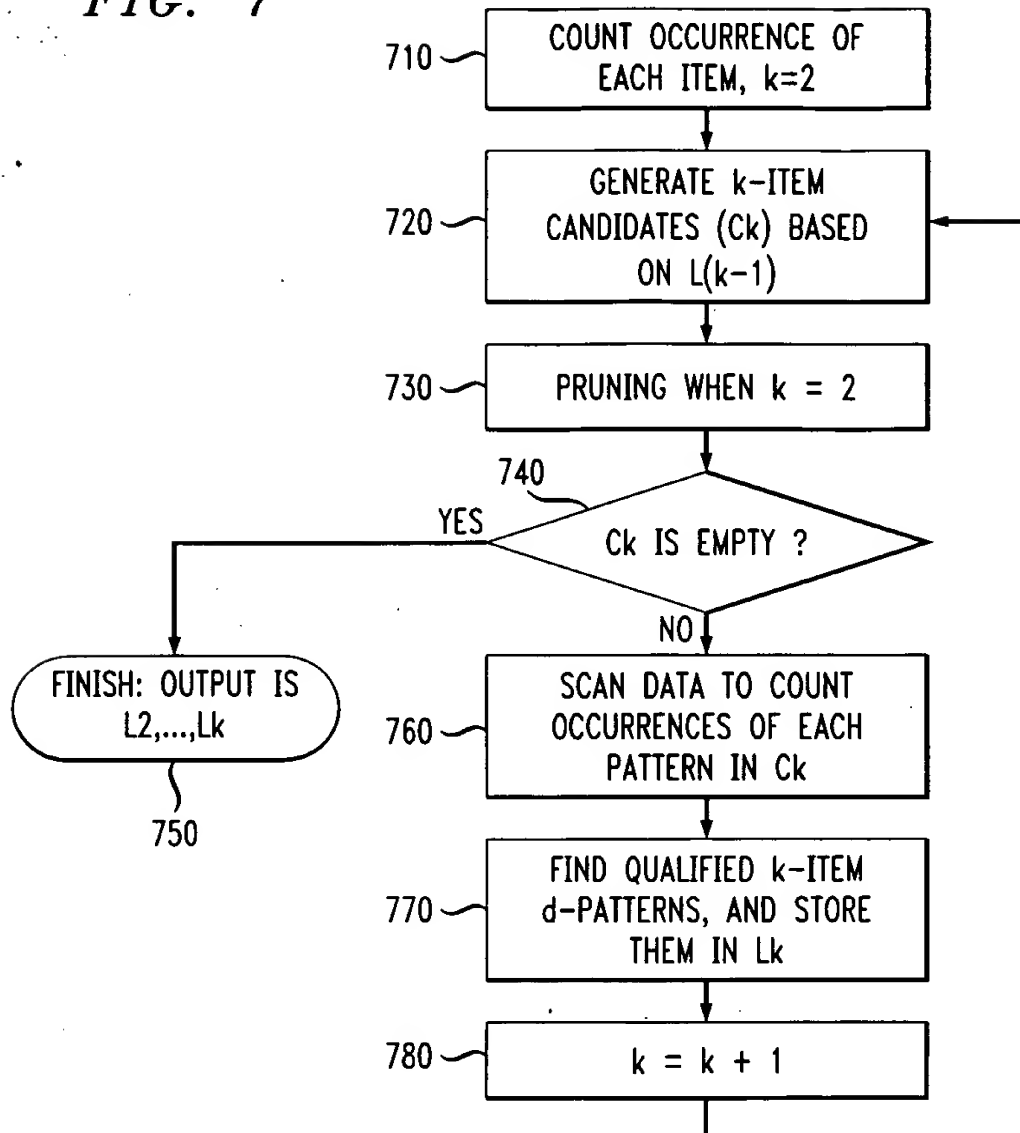 FIG. 7
710
COUNT OCCURRENCE OF
EACH ITEM, k=2
720
GENERATE k-ITEM
CANDIDATES (Ck) BASED
ON L(k-1)
730
PRUNING WHEN k = 2
740
YES
Ck IS EMPTY ?
NO
FINISH: OUTPUT IS
L2,...,Lk
750
760
SCAN DATA TO COUNT
OCCURRENCES OF EACH
PATTERN IN Ck
770
FIND QUALIFIED k-ITEM
d-PATTERNS, AND STORE
THEM IN Lk
780
k = k + 1